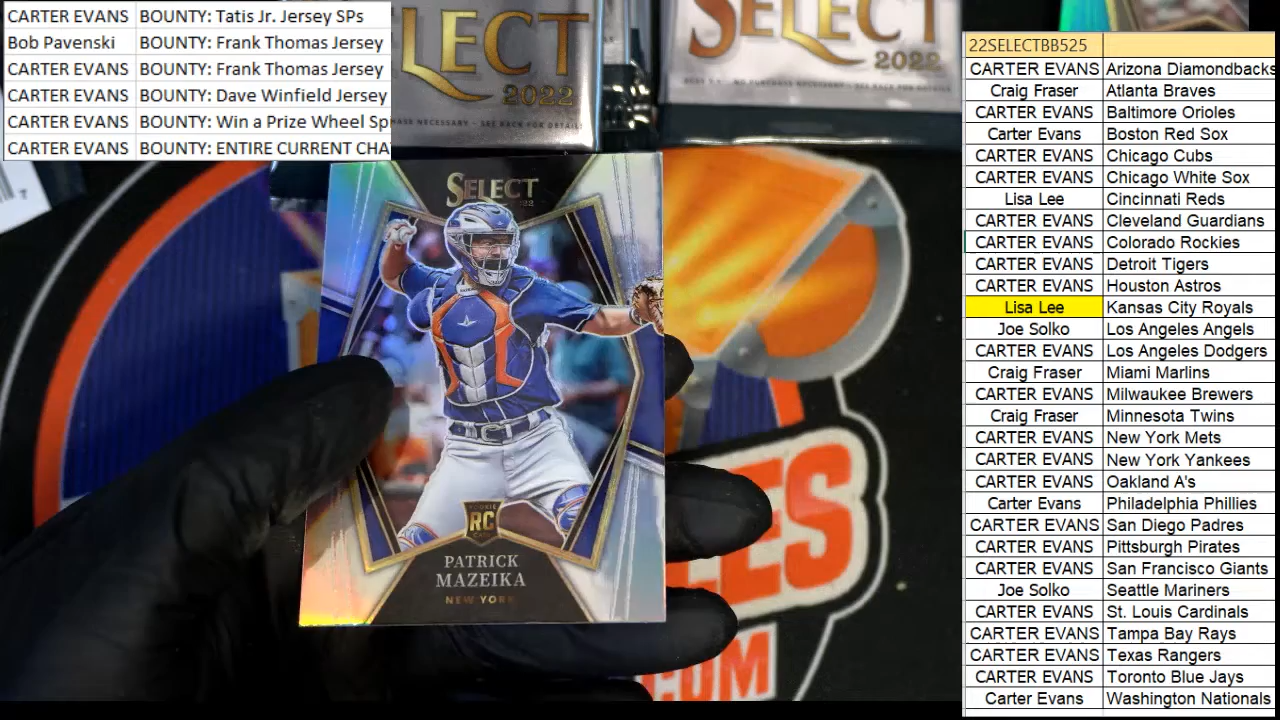 CARTER EVANS BOUNTY: Tatis Jr. Jersey SPs
Bob Pavenski BOUNTY: Frank Thomas Jersey
CARTER EVANS BOUNTY: Frank Thomas Jersey
CARTER EVANS BOUNTY: Dave Winfield Jersey
CARTER EVANS BOUNTY: Win a Prize Wheel Sp
CARTER EVANS BOUNTY: ENTIRE CURRENT CHA
SELECT
2022
SELECT
2022
NO PURCHASE NECESSARY - SEE BACK FOR DETAILS
SELECT
RC
PATRICK
MAZEIKA
NEW YORK
.COM
22SELECTBB525
CARTER EVANS Arizona Diamondbacks
Craig Fraser Atlanta Braves
CARTER EVANS Baltimore Orioles
Carter Evans Boston Red Sox
CARTER EVANS Chicago Cubs
CARTER EVANS Chicago White Sox
Lisa Lee Cincinnati Reds
CARTER EVANS Cleveland Guardians
CARTER EVANS Colorado Rockies
CARTER EVANS Detroit Tigers
CARTER EVANS Houston Astros
Lisa Lee Kansas City Royals
Joe Solko Los Angeles Angels
CARTER EVANS Los Angeles Dodgers
Craig Fraser Miami Marlins
CARTER EVANS Milwaukee Brewers
Craig Fraser Minnesota Twins
CARTER EVANS New York Mets
CARTER EVANS New York Yankees
CARTER EVANS Oakland A's
Carter Evans Philadelphia Phillies
CARTER EVANS San Diego Padres
CARTER EVANS Pittsburgh Pirates
CARTER EVANS San Francisco Giants
Joe Solko Seattle Mariners
CARTER EVANS St. Louis Cardinals
CARTER EVANS Tampa Bay Rays
CARTER EVANS Texas Rangers
CARTER EVANS Toronto Blue Jays
Carter Evans Washington Nationals